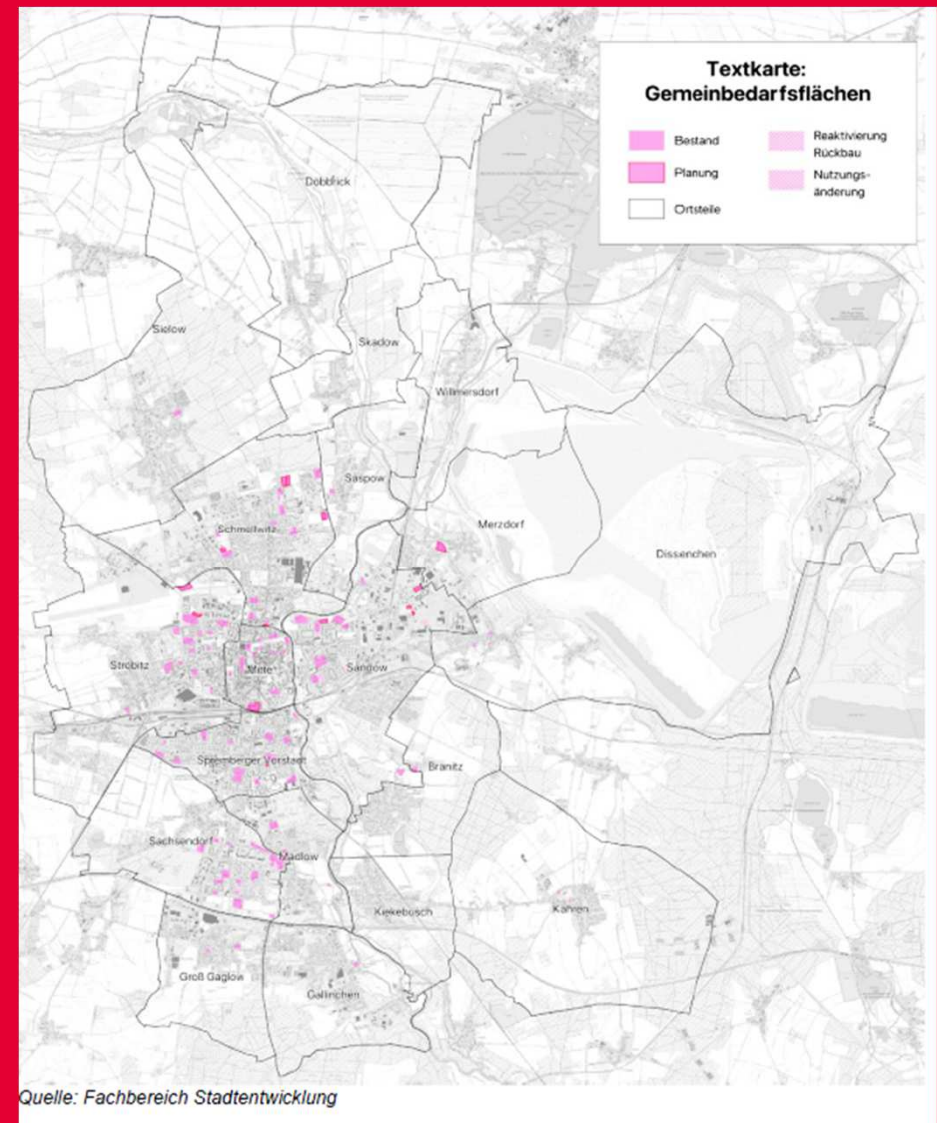 Textkarte:
Gemeinbedarfsflächen
Bestand
Planung
Ortsteile
Reaktivierung
Rückbau
Nutzungs-
änderung
Döbbrick
Sielow
Skadow
Willmersdorf
Saspow
Schmellwitz
Merzdorf
Dissenchen
Ströbitz
Mitte
Sandow
Spremberger Vorstadt
Branitz
Sachsendorf
Madlow
Kiekebusch
Kahren
Groß Gaglow
Gallinchen
Quelle: Fachbereich Stadtentwicklung